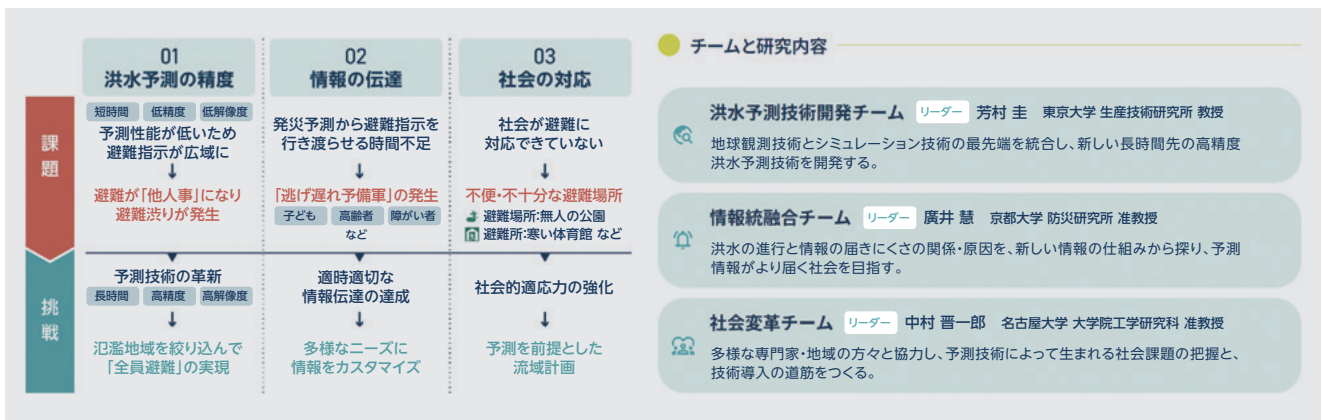 01
洪水予測の精度
02
情報の伝達
03
社会の対応
課題
短時間 低精度 低解像度
予測性能が低いため
避難指示が広域に
↓
避難が「他人事」になり
避難渋りが発生
発災予測から避難指示を
行き渡らせる時間不足
↓
「逃げ遅れ予備軍」の発生
子ども 高齢者 障がい者
など
社会が避難に
対応できていない
↓
不便・不十分な避難場所
避難場所:無人の公園
避難所:寒い体育館 など
挑戦
予測技術の革新
長時間 高精度 高解像度
↓
氾濫地域を絞り込んで
「全員避難」の実現
適時適切な
情報伝達の達成
↓
多様なニーズに
情報をカスタマイズ
社会的適応力の強化
↓
予測を前提とした
流域計画
チームと研究内容
洪水予測技術開発チーム リーダー 芳村 圭 東京大学 生産技術研究所 教授
地球観測技術とシミュレーション技術の最先端を統合し、新しい長時間先の高精度
洪水予測技術を開発する。
情報統融合チーム リーダー 廣井 慧 京都大学 防災研究所 准教授
洪水の進行と情報の届きにくさの関係・原因を、新しい情報の仕組みから探り、予測
情報がより届く社会を目指す。
社会変革チーム リーダー 中村 晋一郎 名古屋大学 大学院工学研究科 准教授
多様な専門家・地域の方々と協力し、予測技術によって生まれる社会課題の把握と、
技術導入の道筋をつくる。